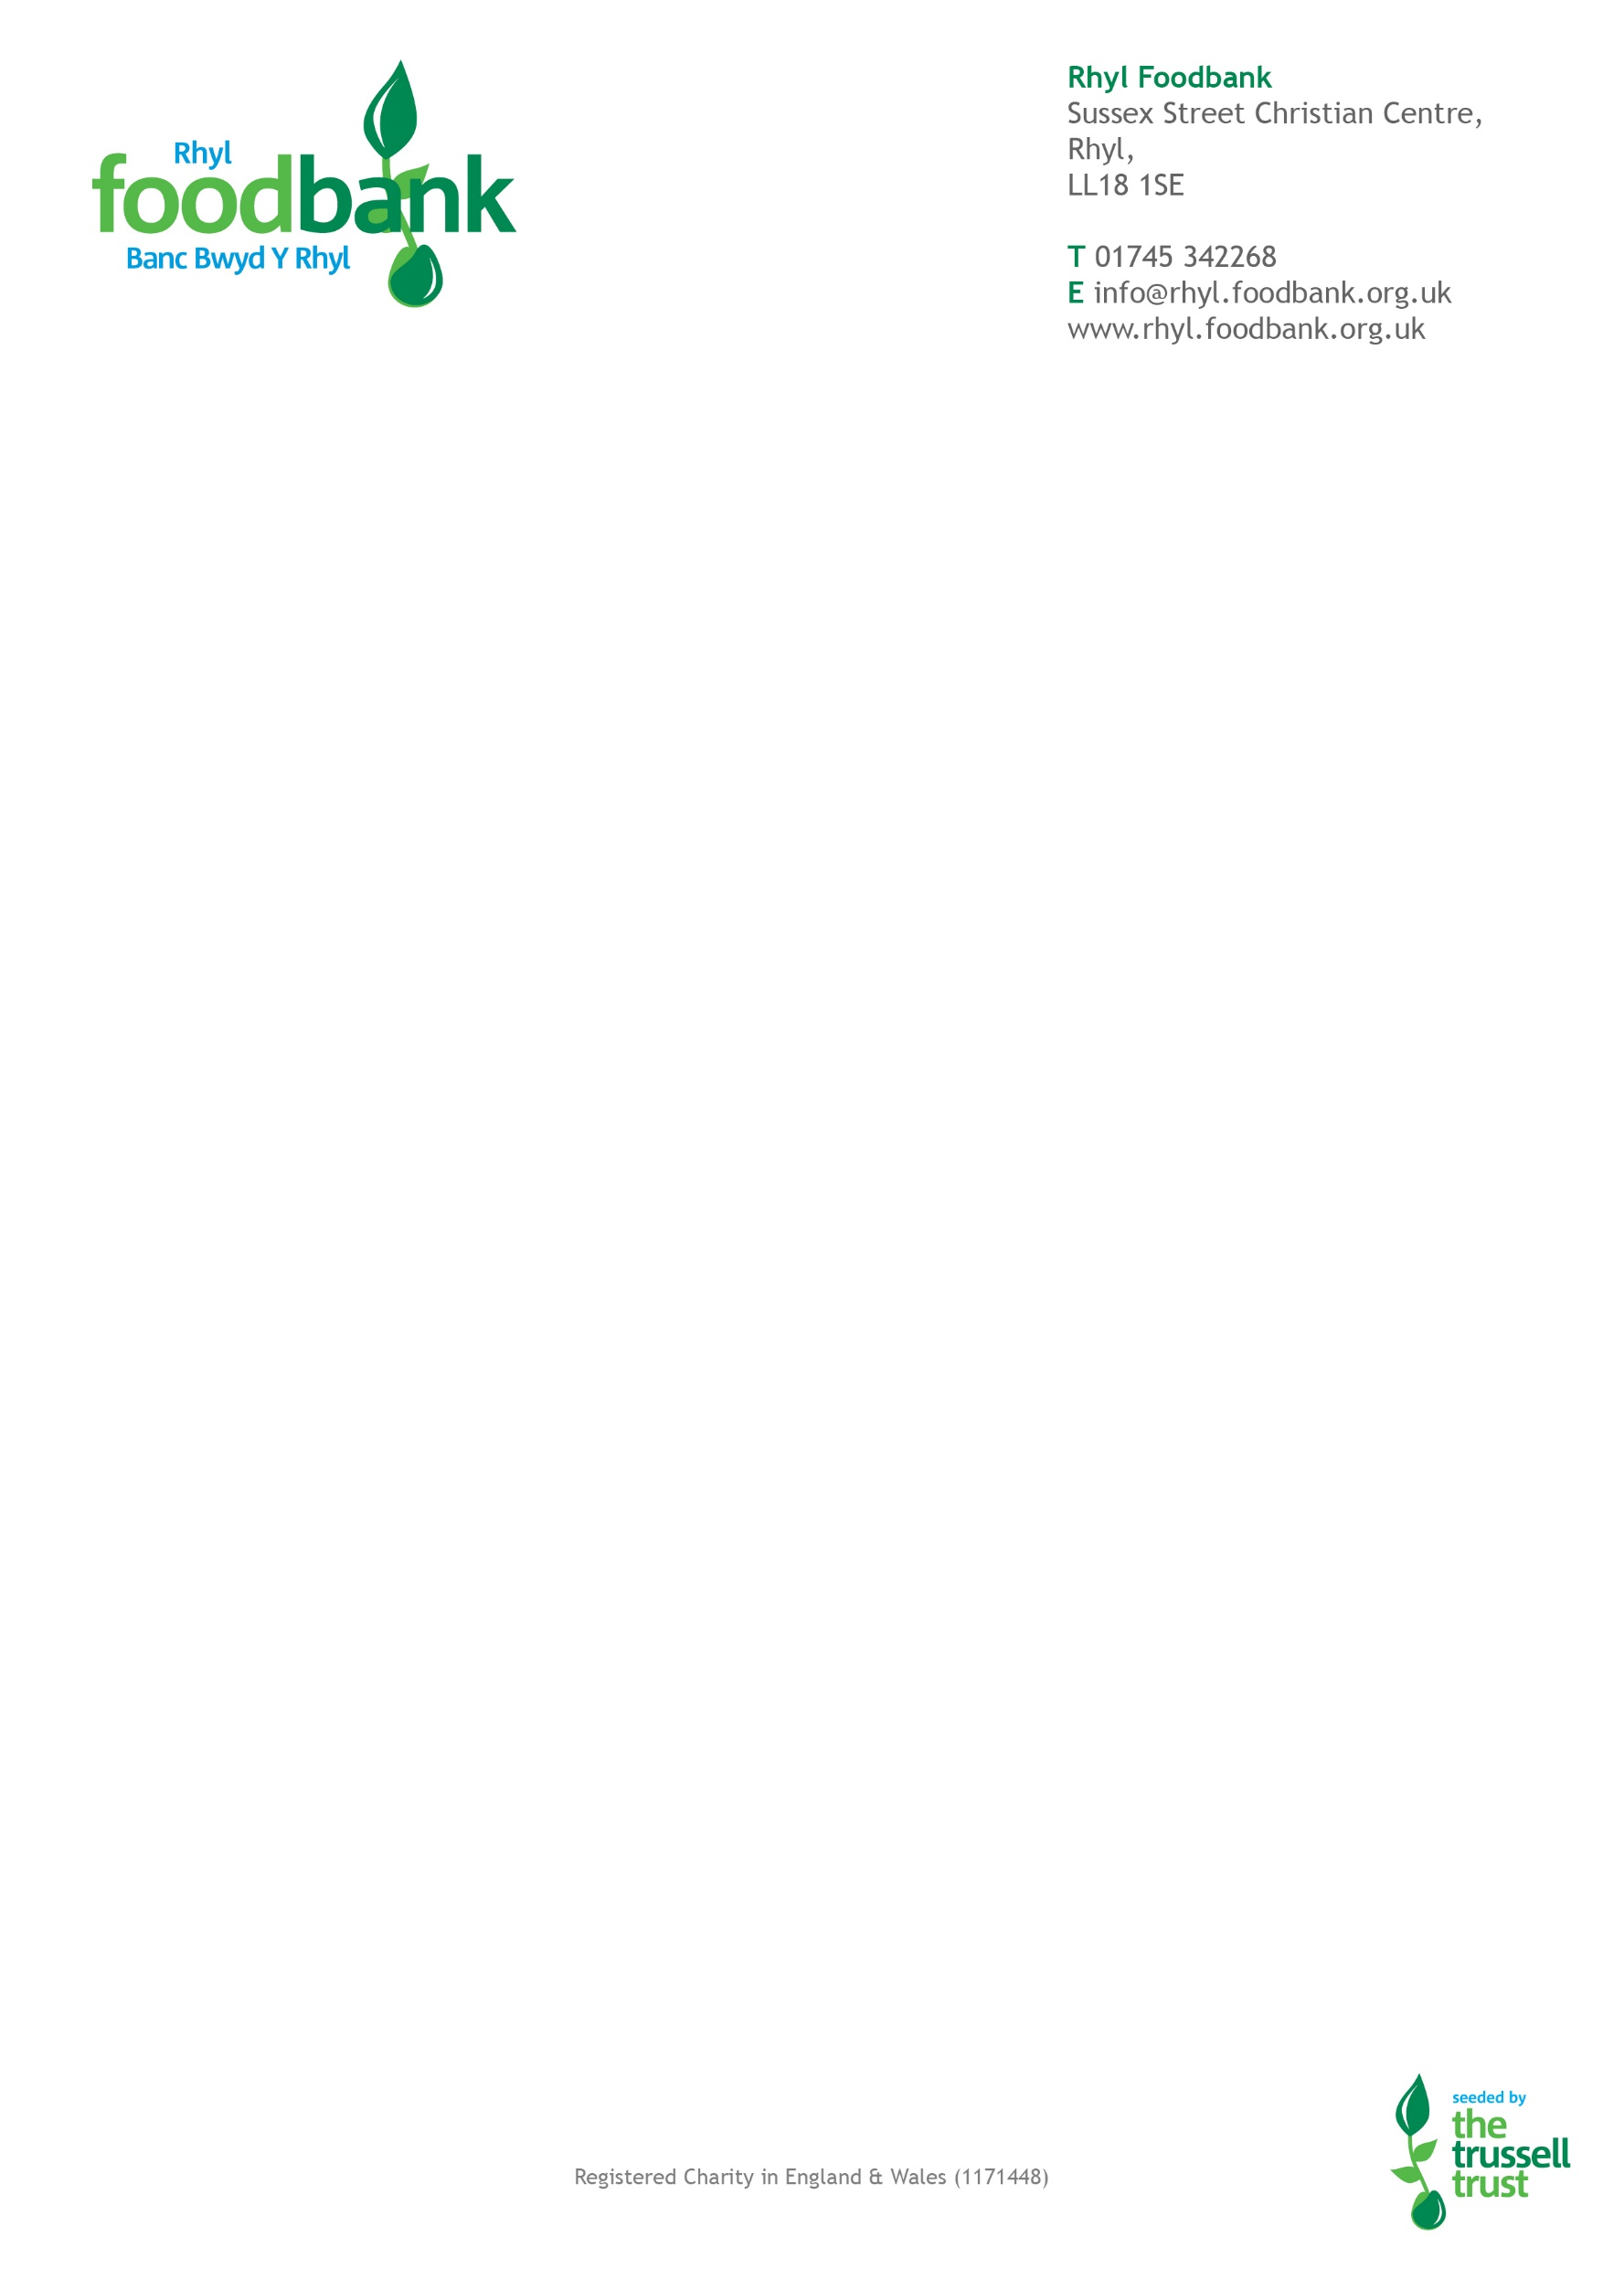 Rhyl
foodbank
Banc Bwyd Y Rhyl
Rhyl Foodbank
Sussex Street Christian Centre,
Rhyl,
LL18 1SE
T 01745 342268
E info@rhyl.foodbank.org.uk
www.rhyl.foodbank.org.uk
Registered Charity in England & Wales (1171448)
seeded by
the
trussell
trust